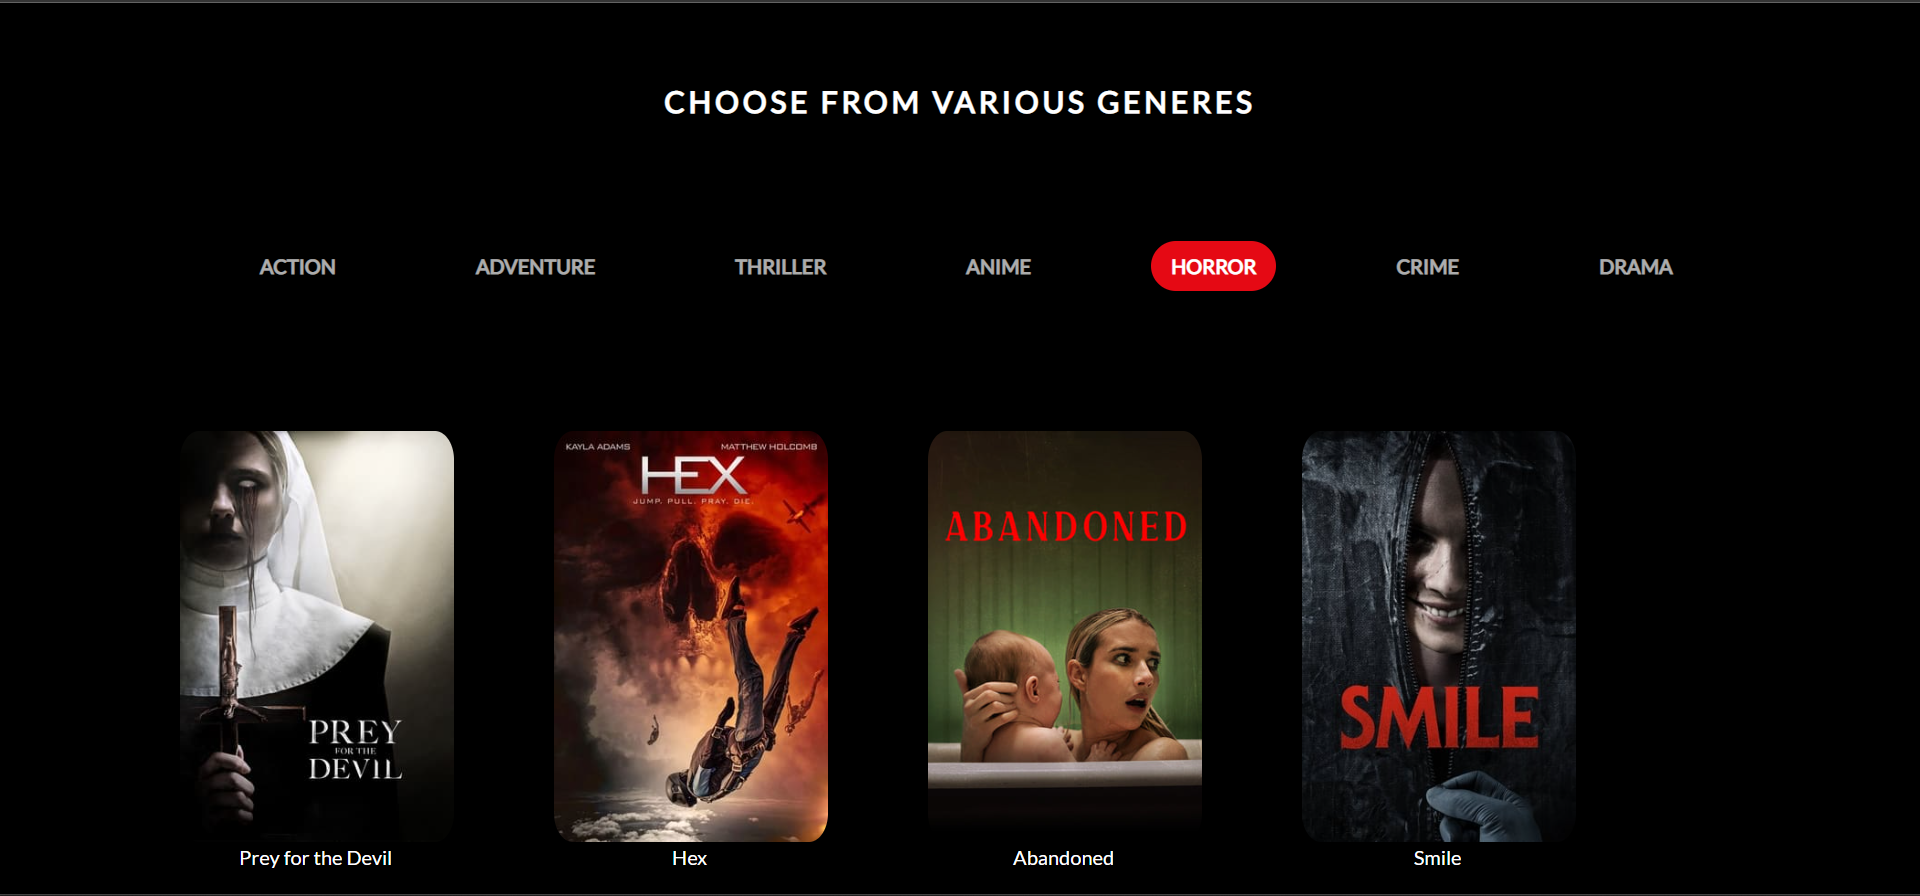 CHOOSE FROM VARIOUS GENERES
ACTION ADVENTURE THRILLER ANIME HORROR CRIME DRAMA
PREY
FOR THE
DEVIL
KAYLA ADAMS MATTHEW HOLCOMB
HEX
JUMP. PULL. PRAY. DIE.
ABANDONED
SMILE
Prey for the Devil Hex Abandoned Smile